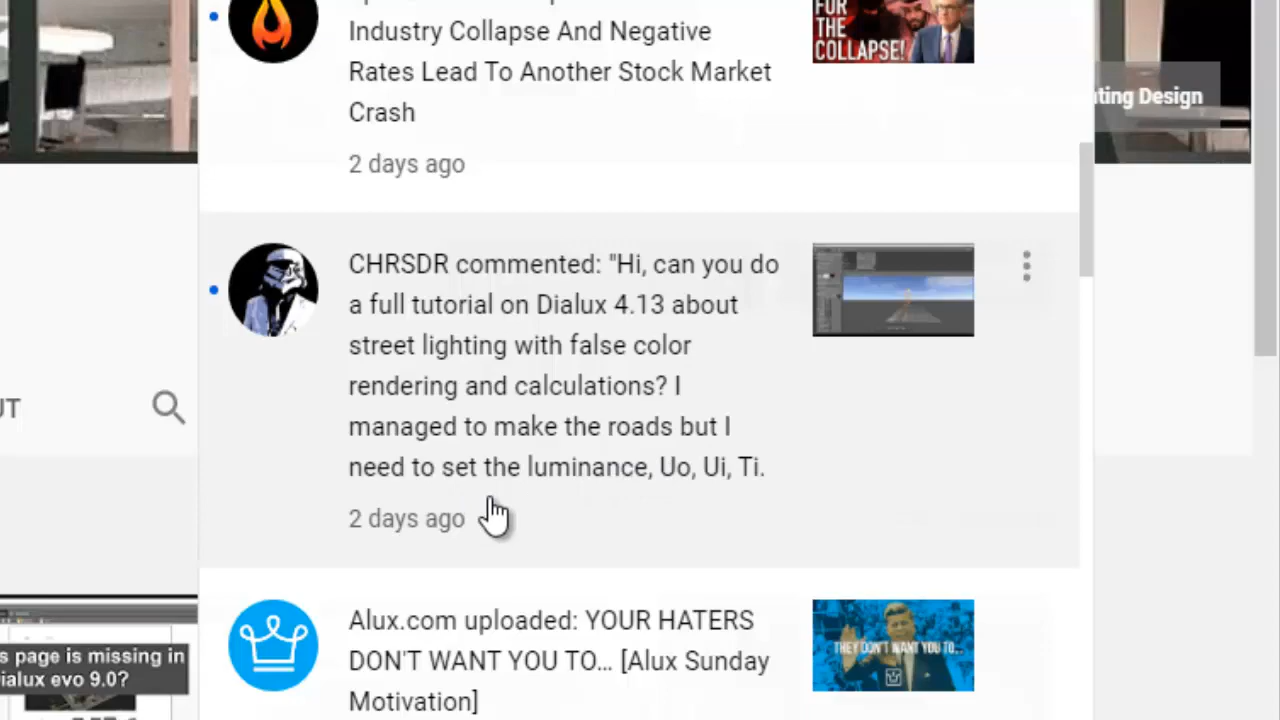 Industry Collapse And Negative
Rates Lead To Another Stock Market
Crash
2 days ago
FOR
THE
COLLAPSE!
ting Design
CHRSDR commented: "Hi, can you do
a full tutorial on Dialux 4.13 about
street lighting with false color
rendering and calculations? I
managed to make the roads but I
need to set the luminance, Uo, Ui, Ti.
2 days ago
UT
Alux.com uploaded: YOUR HATERS
DON'T WANT YOU TO... [Alux Sunday
Motivation]
THEY DON'T WANT YOU TO...
s page is missing in
ialux evo 9.0?